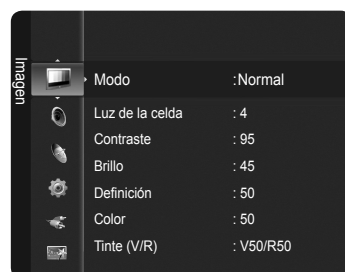 Imagen
Modo :Normal
Luz de la celda : 4
Contraste : 95
Brillo : 45
Definición : 50
Color : 50
Tinte (V/R) : V50/R50